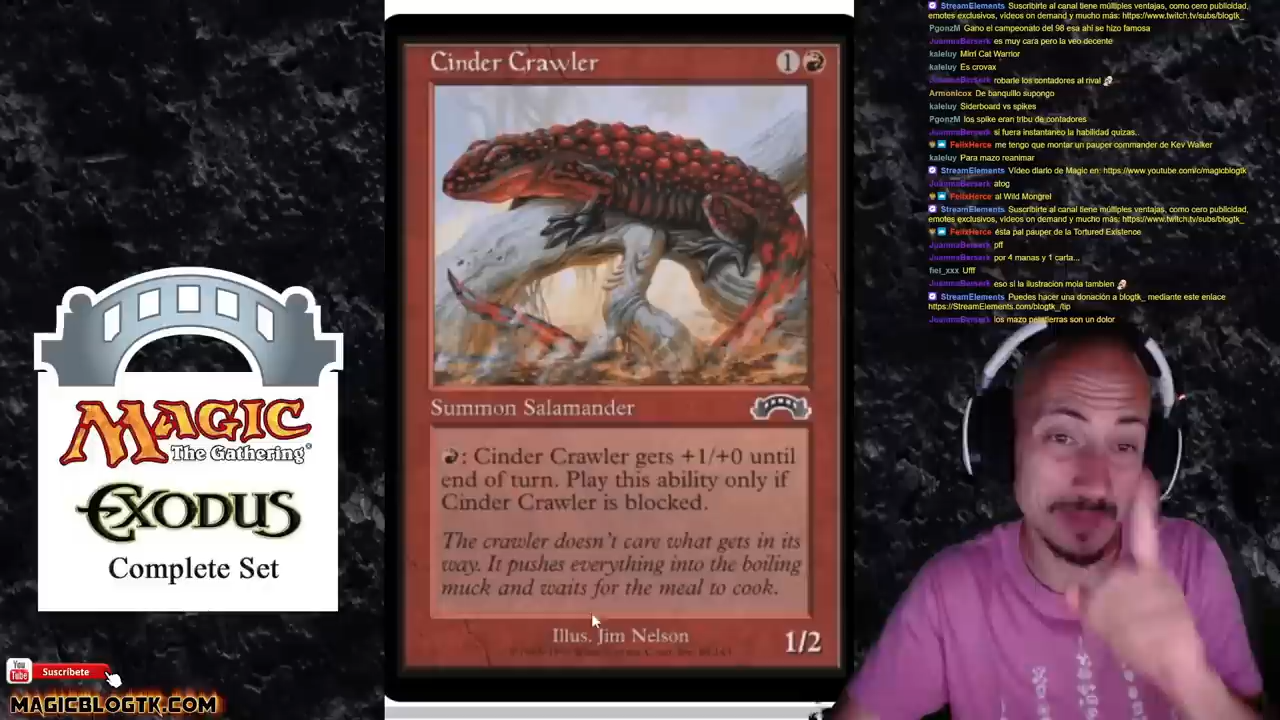 Cinder Crawler
1
Summon Salamander
: Cinder Crawler gets +1/+0 until
end of turn. Play this ability only if
Cinder Crawler is blocked.
The crawler doesn't care what gets in its
way. It pushes everything into the boiling
muck and waits for the meal to cook.
Illus. Jim Nelson
1/2
MAGIC
The Gathering®
EXODUS
Complete Set
You
Tube
Suscríbete
MAGICBLOGTK.COM
StreamElements Suscribirte al canal tiene múltiples ventajas, como cero publicidad,
emotes exclusivos, vídeos on demand y mucho más: https://www.twitch.tv/subs/blogtk_
PgonzM Gano el campeonato del 98 esa ahi se hizo famosa
JuanmaBerserk es muy cara pero la veo decente
kaleluy Mirri Cat Warrior
kaleluy Es crovax
JuanmaBerserk robarle los contadores al rival
Armonicox De banquillo supongo
kaleluy Siderboard vs spikes
PgonzM los spike eran tribu de contadores
JuanmaBerserk si fuera instantaneo la habilidad quizas..
FelixHerce me tengo que montar un pauper commander de Kev Walker
kaleluy Para mazo reanimar
StreamElements Vídeo diario de Magic en: https://www.youtube.com/c/magicblogtk
JuanmaBerserk atog
FelixHerce al Wild Mongrel
StreamElements Suscribirte al canal tiene múltiples ventajas, como cero publicidad,
emotes exclusivos, vídeos on demand y mucho más: https://www.twitch.tv/subs/blogtk_
FelixHerce ésta pal pauper de la Tortured Existence
JuanmaBerserk pff
JuanmaBerserk por 4 manas y 1 carta...
fiel_xxx Ufff
JuanmaBerserk eso si la ilustracion mola tambien
StreamElements Puedes hacer una donación a blogtk_ mediante este enlace
https://StreamElements.com/blogtk_/tip
JuanmaBerserk los mazo pelatierras son un dolor